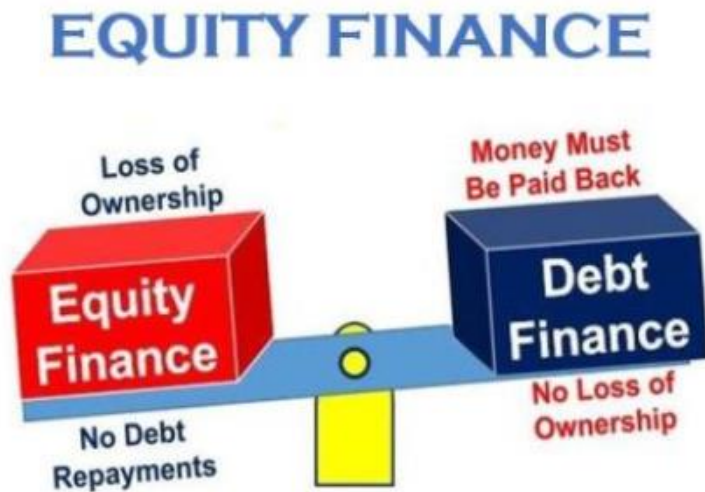 EQUITY FINANCE
Loss of
Ownership
Equity
Finance
No Debt
Repayments
Money Must
Be Paid Back
Debt
Finance
No Loss of
Ownership